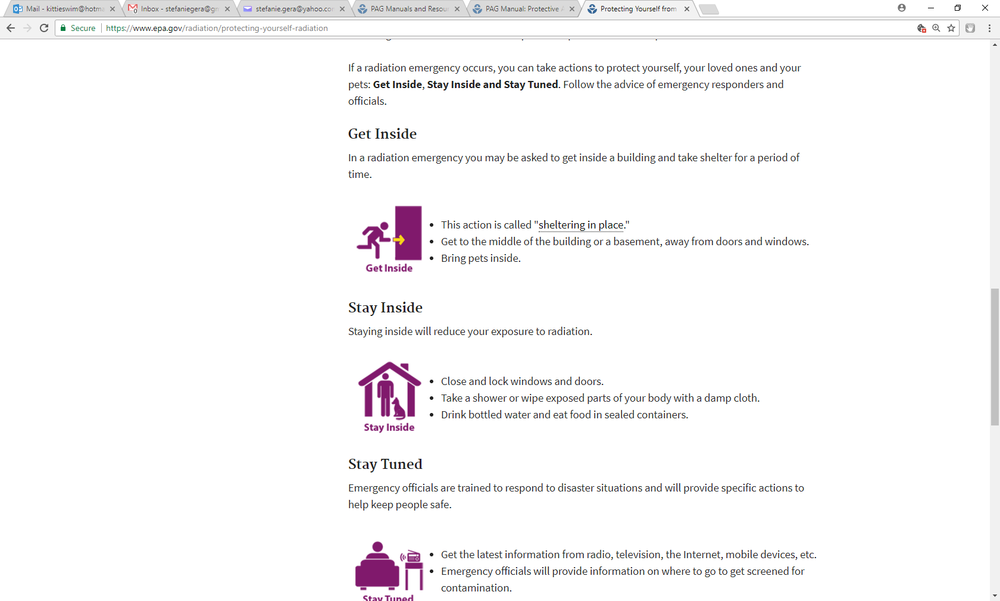 Mail - kittieswim@hotma
Inbox - stefaniegera@gm
stefanie.gera@yahoo.co
PAG Manuals and Resour
PAG Manual: Protective A
Protecting Yourself from
Secure
https://www.epa.gov/radiation/protecting-yourself-radiation
If a radiation emergency occurs, you can take actions to protect yourself, your loved ones and your
pets: Get Inside, Stay Inside and Stay Tuned. Follow the advice of emergency responders and
officials.
Get Inside
In a radiation emergency you may be asked to get inside a building and take shelter for a period of
time.
• This action is called "sheltering in place."
• Get to the middle of the building or a basement, away from doors and windows.
• Bring pets inside.
Get Inside
Stay Inside
Staying inside will reduce your exposure to radiation.
• Close and lock windows and doors.
• Take a shower or wipe exposed parts of your body with a damp cloth.
• Drink bottled water and eat food in sealed containers.
Stay Inside
Stay Tuned
Emergency officials are trained to respond to disaster situations and will provide specific actions to
help keep people safe.
• Get the latest information from radio, television, the Internet, mobile devices, etc.
• Emergency officials will provide information on where to go to get screened for
contamination.
Stay Tuned